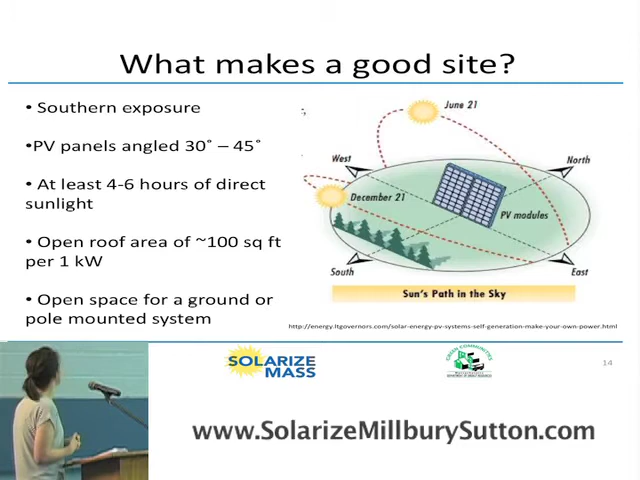 What makes a good site?
• Southern exposure
•PV panels angled 30˚ – 45˚
• At least 4-6 hours of direct
sunlight
• Open roof area of ~100 sq ft
per 1 kW
• Open space for a ground or
pole mounted system
June 21
West
North
December 21
PV modules
South
East
Sun's Path in the Sky
http://energy.ltgovernors.com/solar-energy-pv-systems-self-generation-make-your-own-power.html
SOLARIZE
MASS
GREEN COMMUNITIES
14
www.SolarizeMillburySutton.com